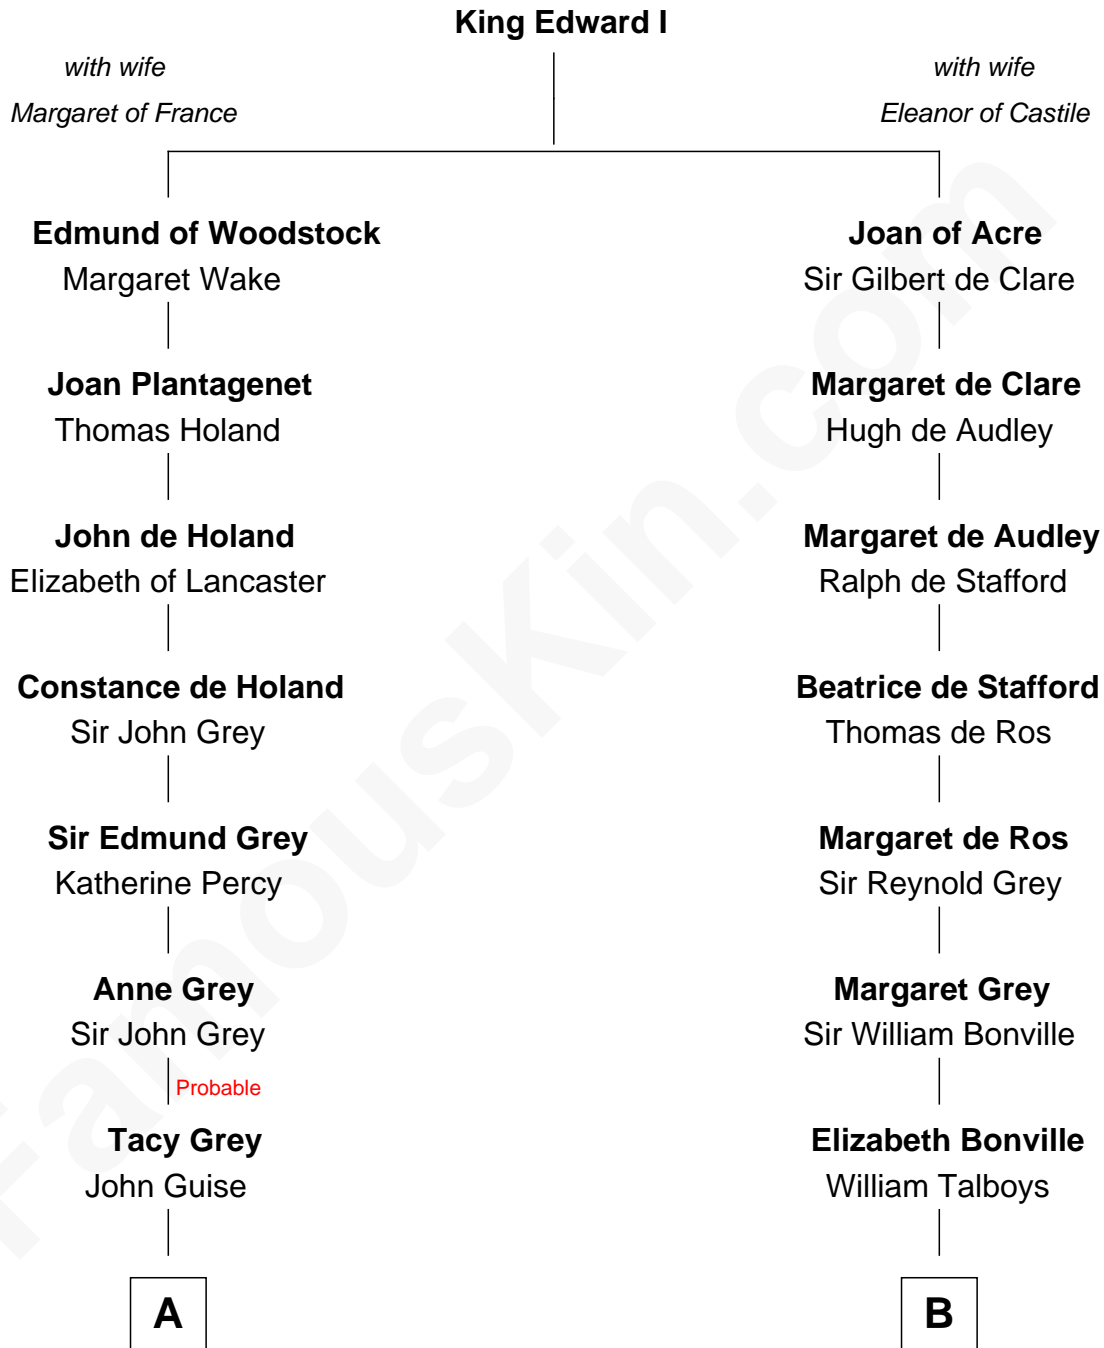 King Edward I
with wife
Margaret of France
with wife
Eleanor of Castile
Edmund of Woodstock
Margaret Wake
Joan of Acre
Sir Gilbert de Clare
Joan Plantagenet
Thomas Holand
Margaret de Clare
Hugh de Audley
John de Holand
Elizabeth of Lancaster
Margaret de Audley
Ralph de Stafford
Constance de Holand
Sir John Grey
Beatrice de Stafford
Thomas de Ros
Sir Edmund Grey
Katherine Percy
Margaret de Ros
Sir Reynold Grey
Anne Grey
Sir John Grey
Margaret Grey
Sir William Bonville
Probable
Tacy Grey
John Guise
Elizabeth Bonville
William Talboys
A
B
FamousKin.com